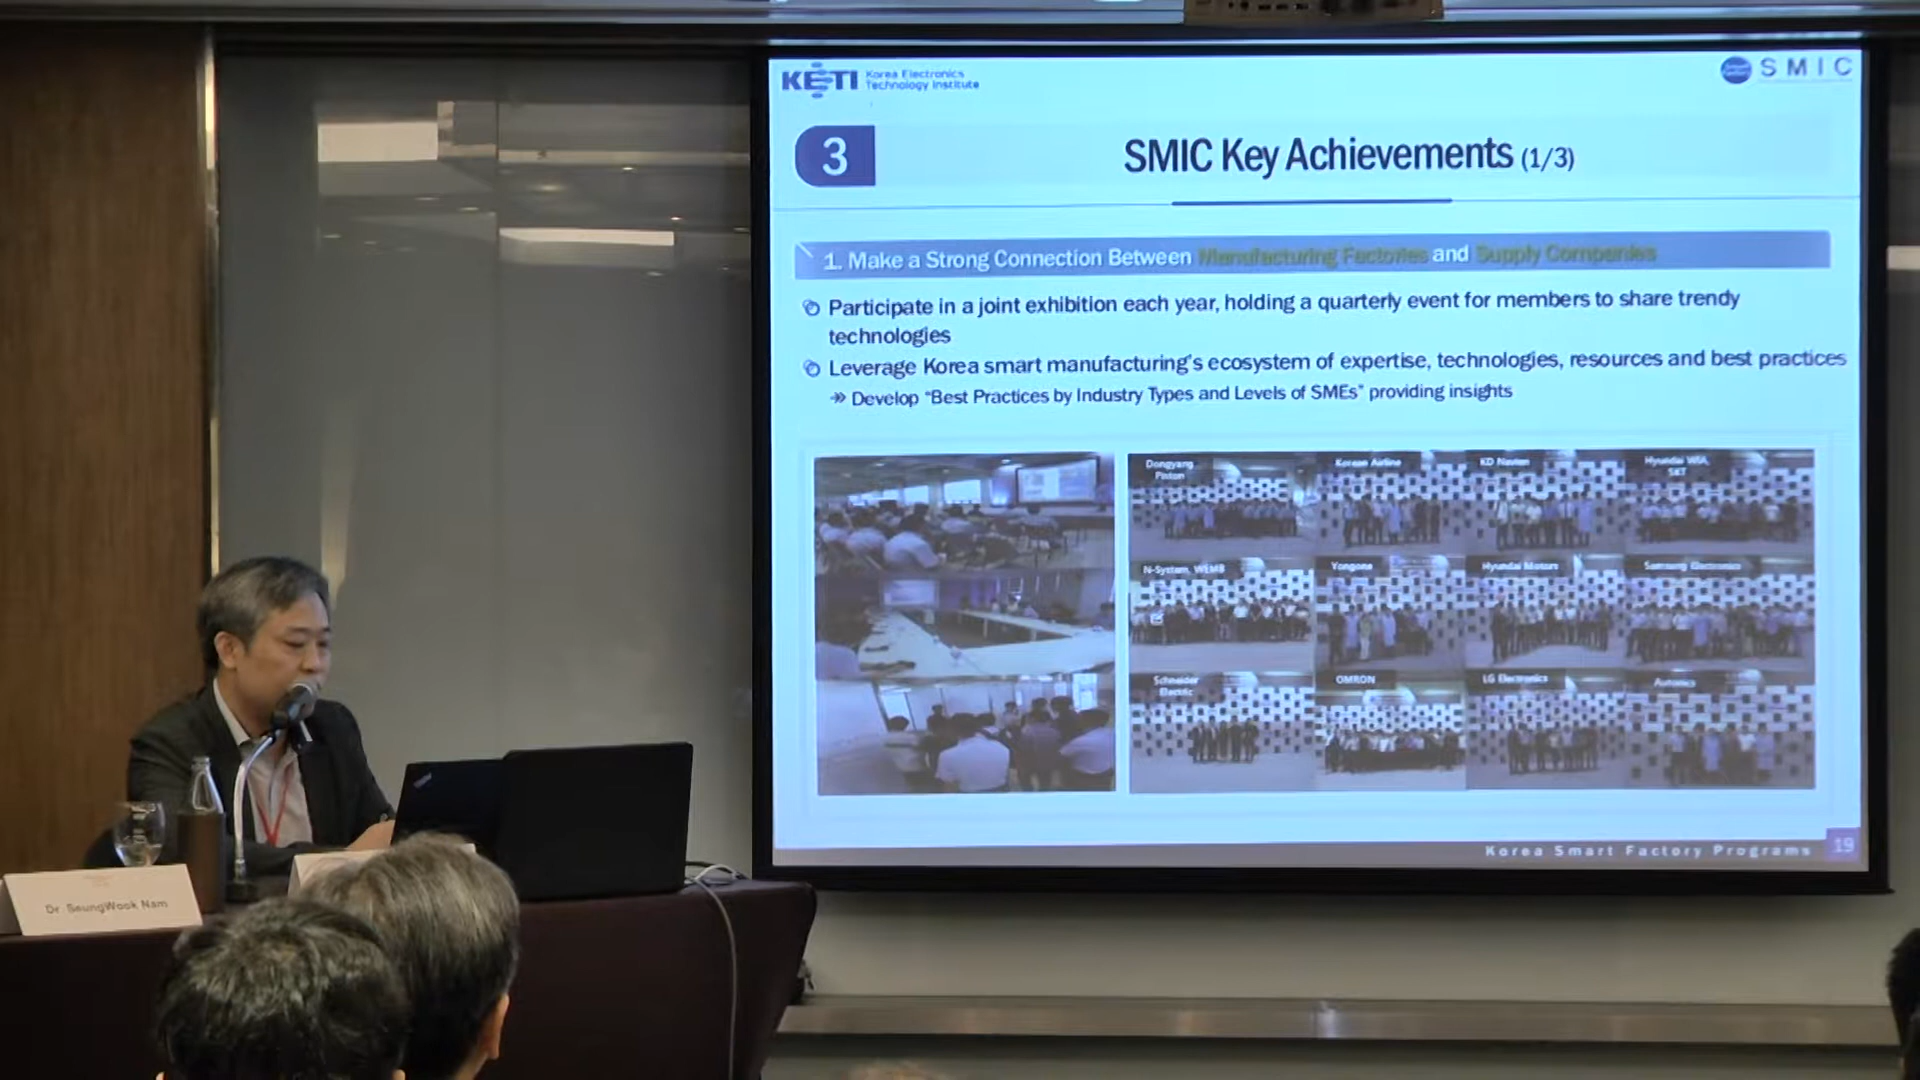 KETI Korea Electronics
Technology Institute
SMIC
3
SMIC Key Achievements (1/3)
1. Make a Strong Connection Between Manufacturing Factories and Supply Companies
Participate in a joint exhibition each year, holding a quarterly event for members to share trendy
technologies
Leverage Korea smart manufacturing's ecosystem of expertise, technologies, resources and best practices
Develop "Best Practices by Industry Types and Levels of SMEs" providing insights
Dongyang
Piston
Korean Airline
KD Navien
Hyundai WIA,
SKT
N-System, WEMB
Yongone
Hyundai Motors
Samsung Electronics
Schneider
Electric
OMRON
LG Electronics
Autonics
Korea Smart Factory Programs
19
Dr. SeungWook Nam